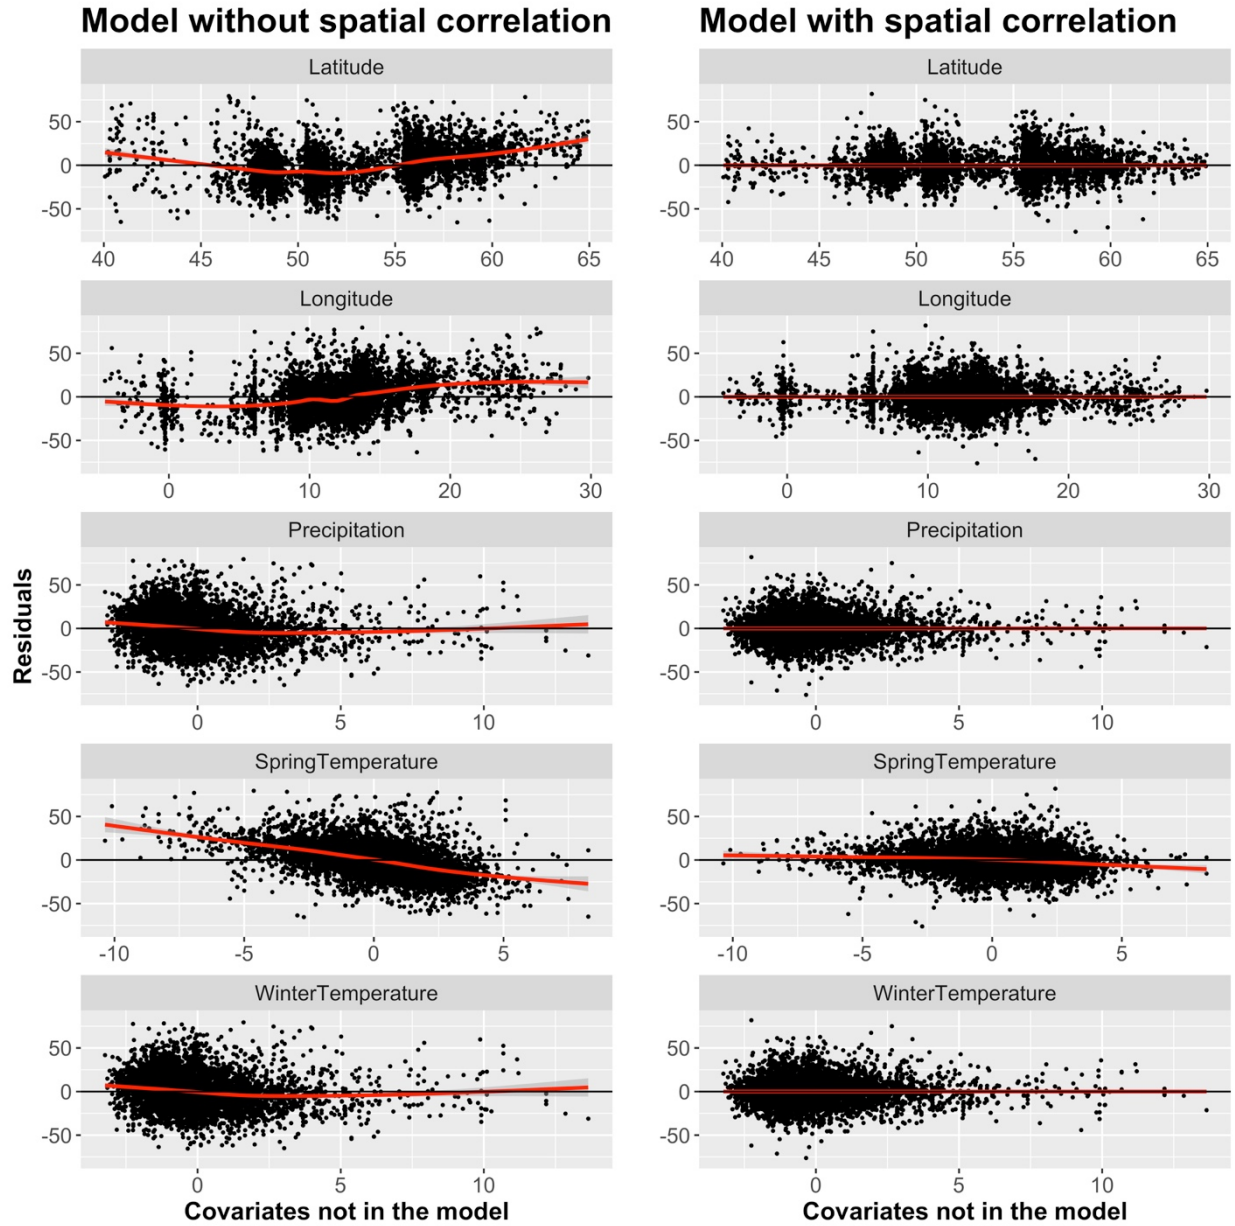 Model without spatial correlation
Model with spatial correlation
Latitude
Latitude
50
0
-50
40 45 50 55 60 65
50
0
-50
40 45 50 55 60 65
Longitude
Longitude
50
0
-50
0 10 20 30
50
0
-50
0 10 20 30
Precipitation
Precipitation
50
0
-50
0 5 10
50
0
-50
0 5 10
Residuals
SpringTemperature
SpringTemperature
50
0
-50
-10 -5 0 5
50
0
-50
-10 -5 0 5
WinterTemperature
WinterTemperature
50
0
-50
0 5 10
50
0
-50
0 5 10
Covariates not in the model
Covariates not in the model